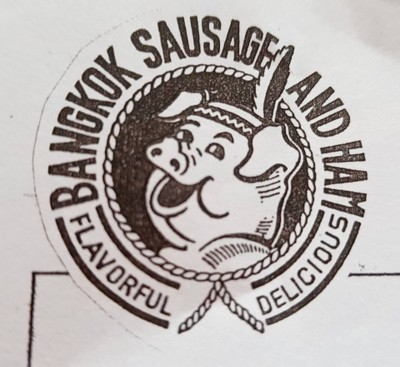 BANGKOK SAUSAGE AND HAM
FLAVORFUL
DELICIOUS